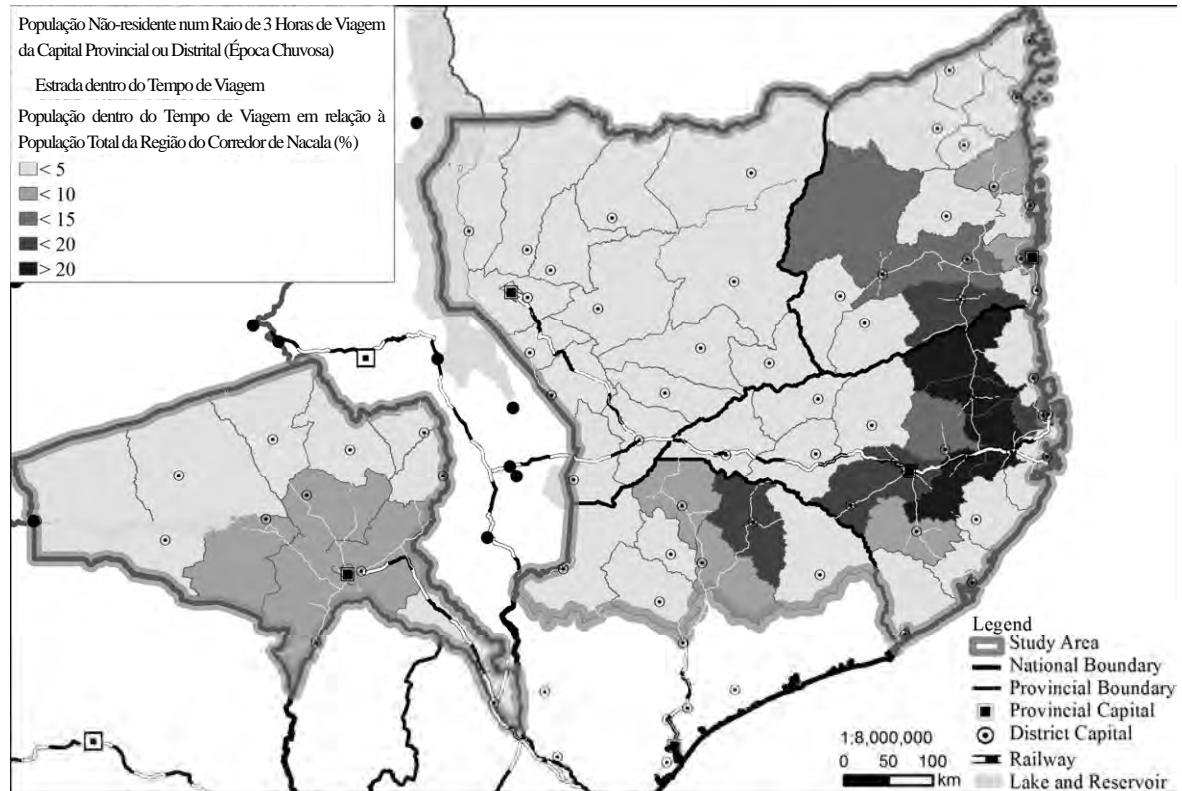 População Não-residente num Raio de 3 Horas de Viagem
da Capital Provincial ou Distrital (Época Chuvosa)
Estrada dentro do Tempo de Viagem
População dentro do Tempo de Viagem em relação à
População Total da Região do Corredor de Nacala (%)
< 5
< 10
< 15
< 20
> 20
Legend
Study Area
National Boundary
Provincial Boundary
Provincial Capital
District Capital
Railway
Lake and Reservoir
1:8,000,000
0 50 100
km